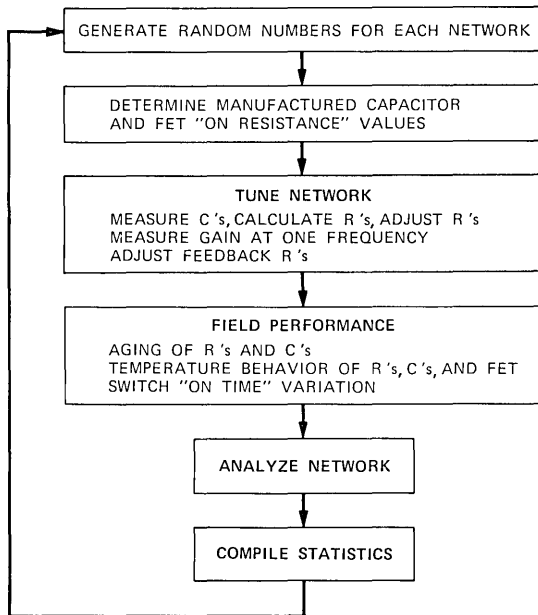 GENERATE RANDOM NUMBERS FOR EACH NETWORK
DETERMINE MANUFACTURED CAPACITOR
AND FET "ON RESISTANCE" VALUES
TUNE NETWORK
MEASURE C's, CALCULATE R's, ADJUST R's
MEASURE GAIN AT ONE FREQUENCY
ADJUST FEEDBACK R's
FIELD PERFORMANCE
AGING OF R's AND C's
TEMPERATURE BEHAVIOR OF R's, C's, AND FET
SWITCH "ON TIME" VARIATION
ANALYZE NETWORK
COMPILE STATISTICS